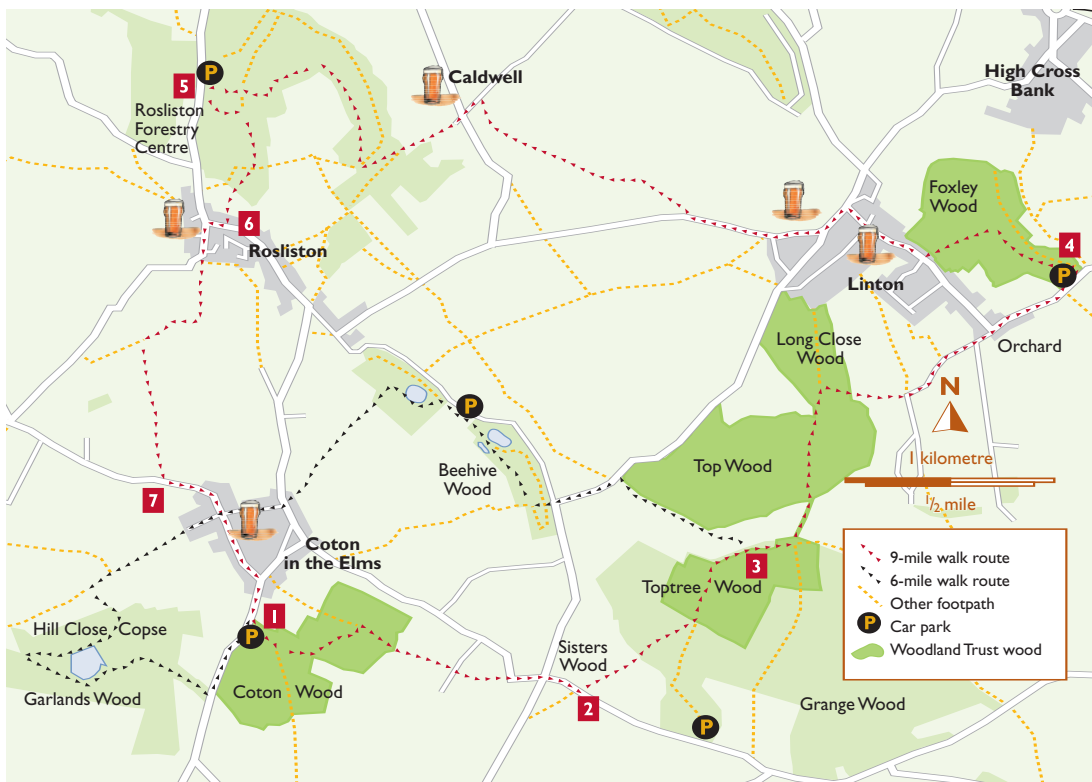 Caldwell
High Cross
Bank
P
5
Rosliston
Forestry
Centre
Foxley
Wood
6
Rosliston
4
P
Linton
Orchard
Long Close
Wood
N
1 kilometre
1/2 mile
P
Top Wood
Beehive
Wood
7
Coton
in the Elms
3
Toptree Wood
9-mile walk route
6-mile walk route
Other footpath
P Car park
Woodland Trust wood
1
P
Hill Close Copse
Garlands Wood
Coton Wood
Sisters
Wood
2
Grange Wood
P